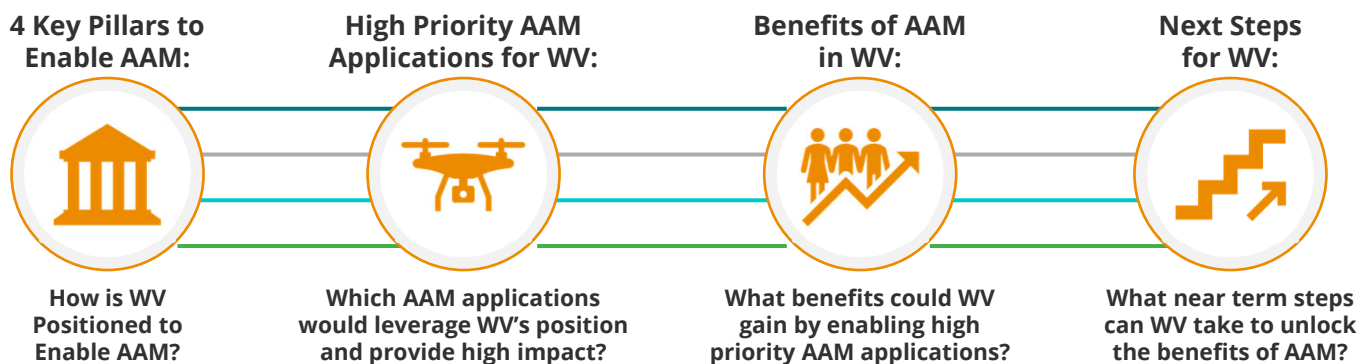 4 Key Pillars to
Enable AAM:
High Priority AAM
Applications for WV:
Benefits of AAM
in WV:
Next Steps
for WV:
How is WV
Positioned to
Enable AAM?
Which AAM applications
would leverage WV's position
and provide high impact?
What benefits could WV
gain by enabling high
priority AAM applications?
What near term steps
can WV take to unlock
the benefits of AAM?